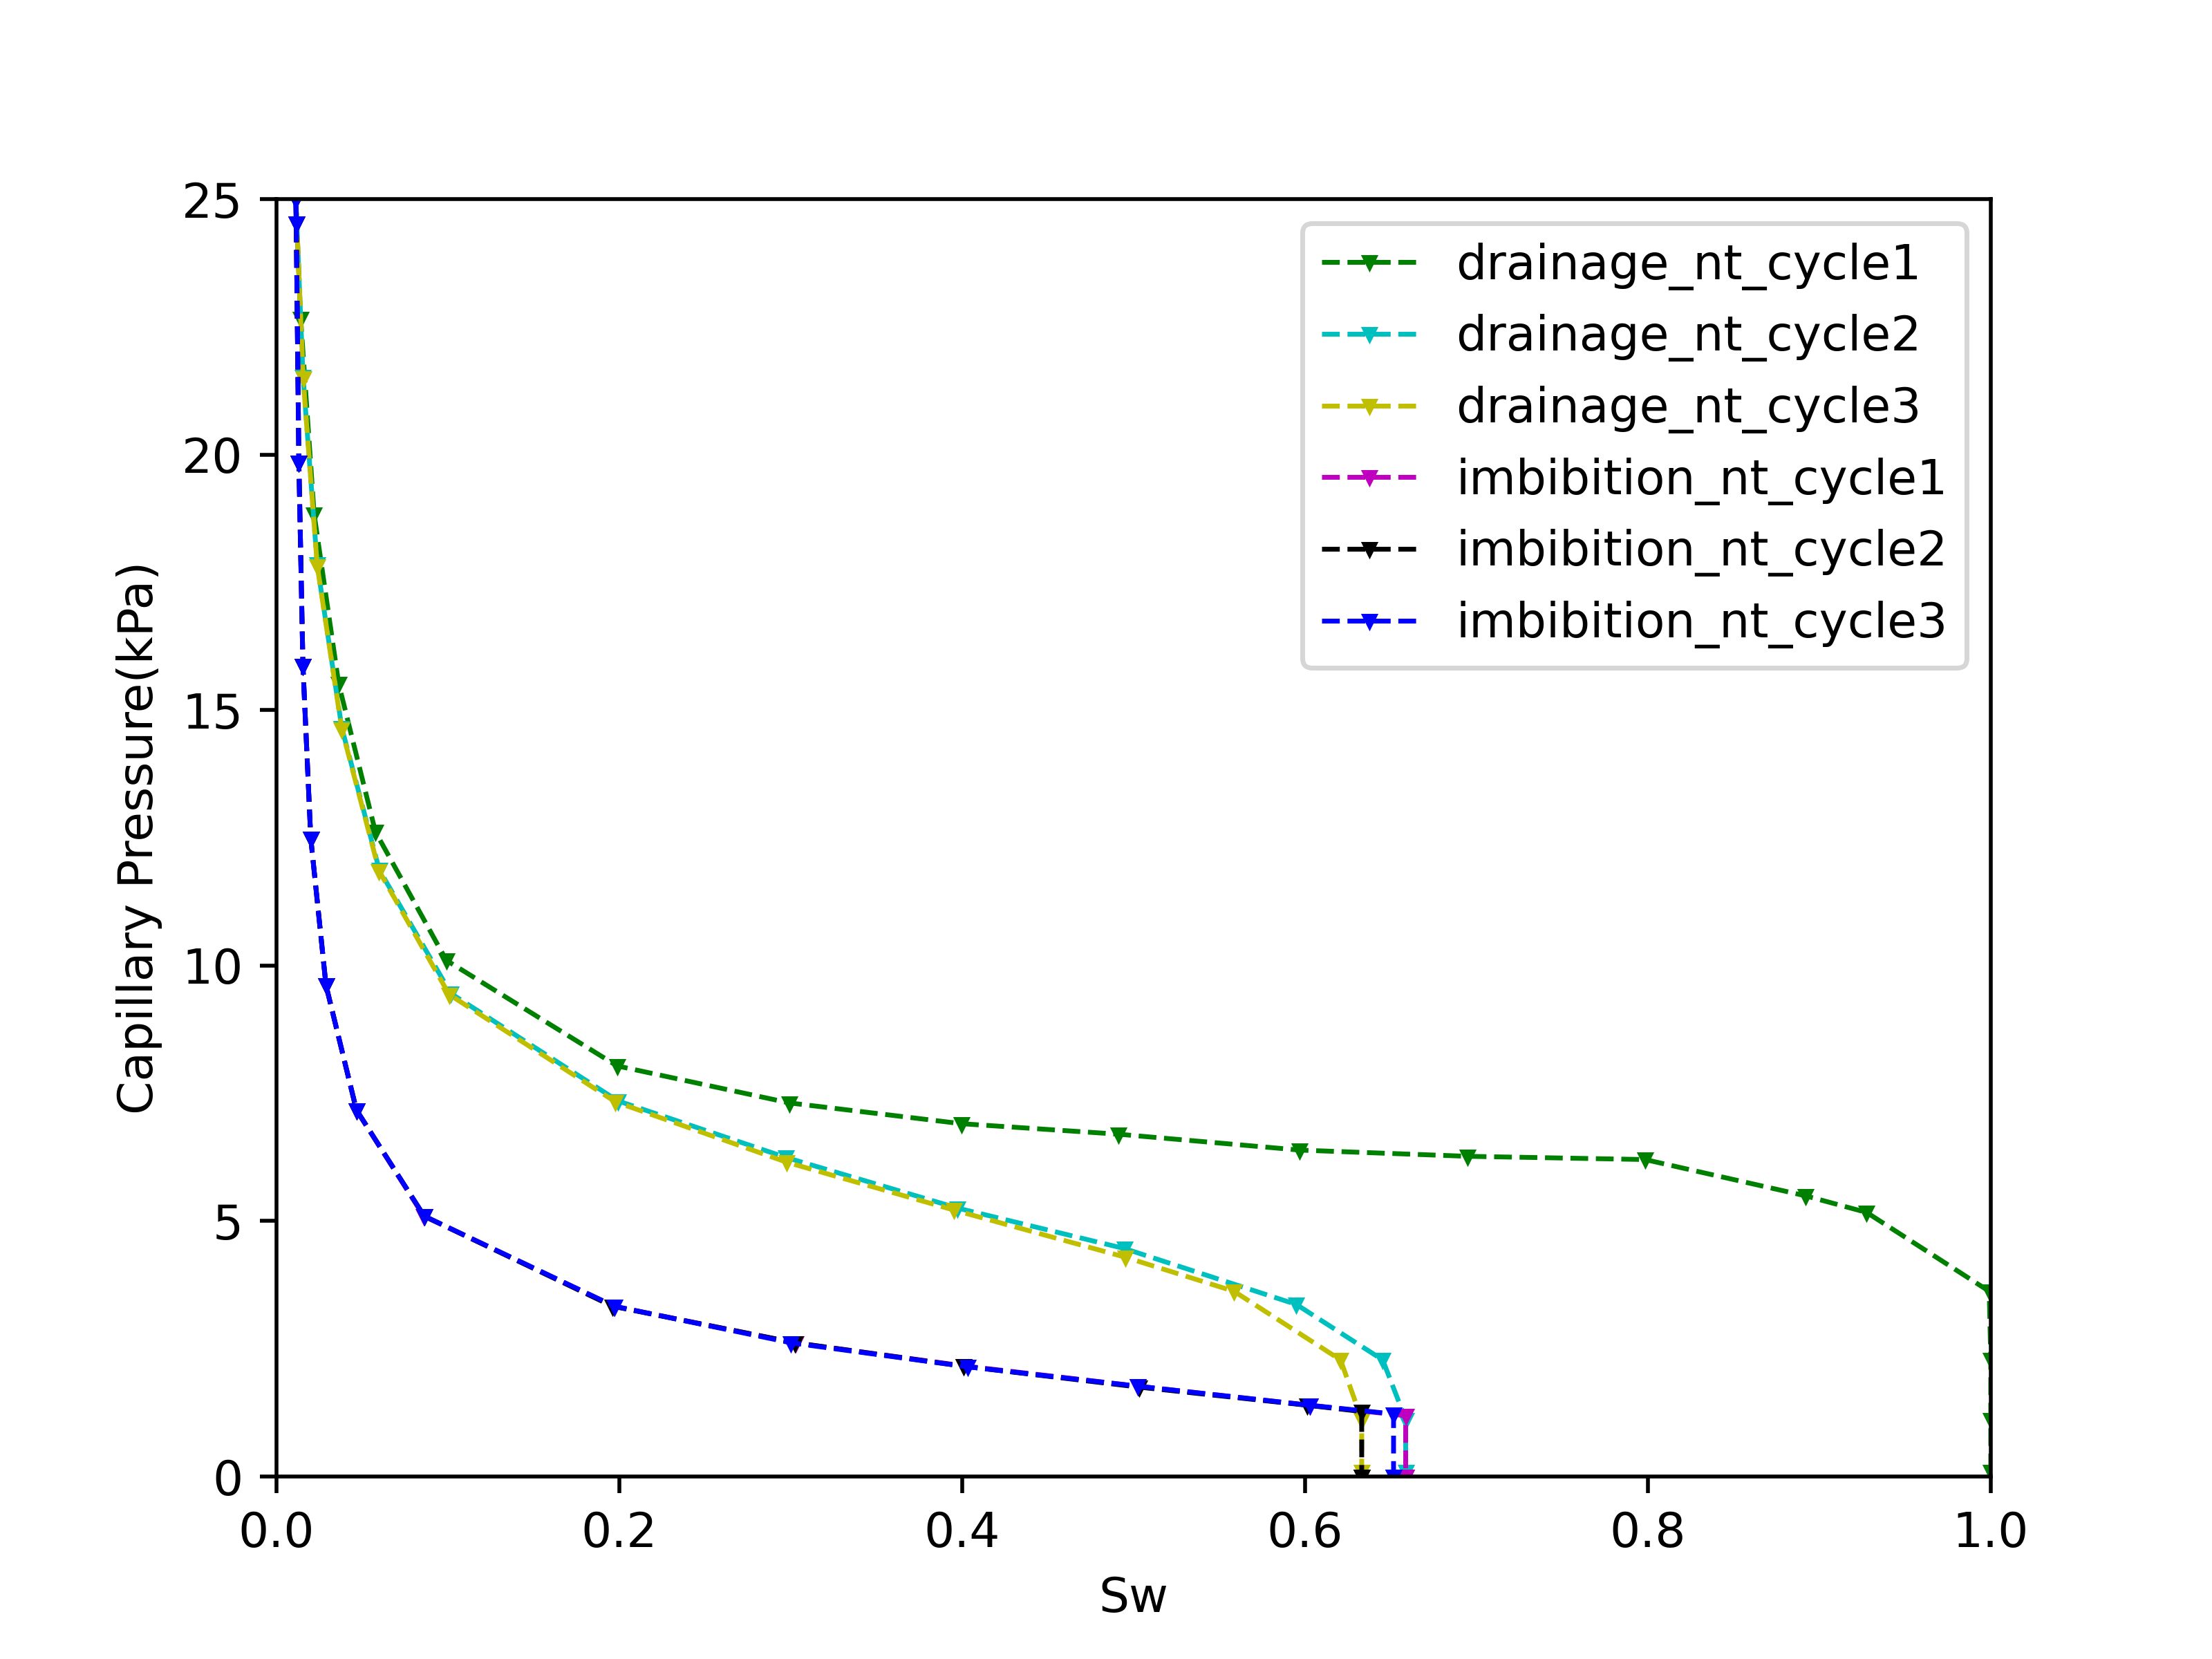 25
20
15
10
5
0
Capillary Pressure(kPa)
drainage_nt_cycle1
drainage_nt_cycle2
drainage_nt_cycle3
imbibition_nt_cycle1
imbibition_nt_cycle2
imbibition_nt_cycle3
0.0 0.2 0.4 0.6 0.8 1.0
Sw